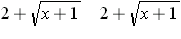 2 + √(x + 1)    2 + √(x + 1)